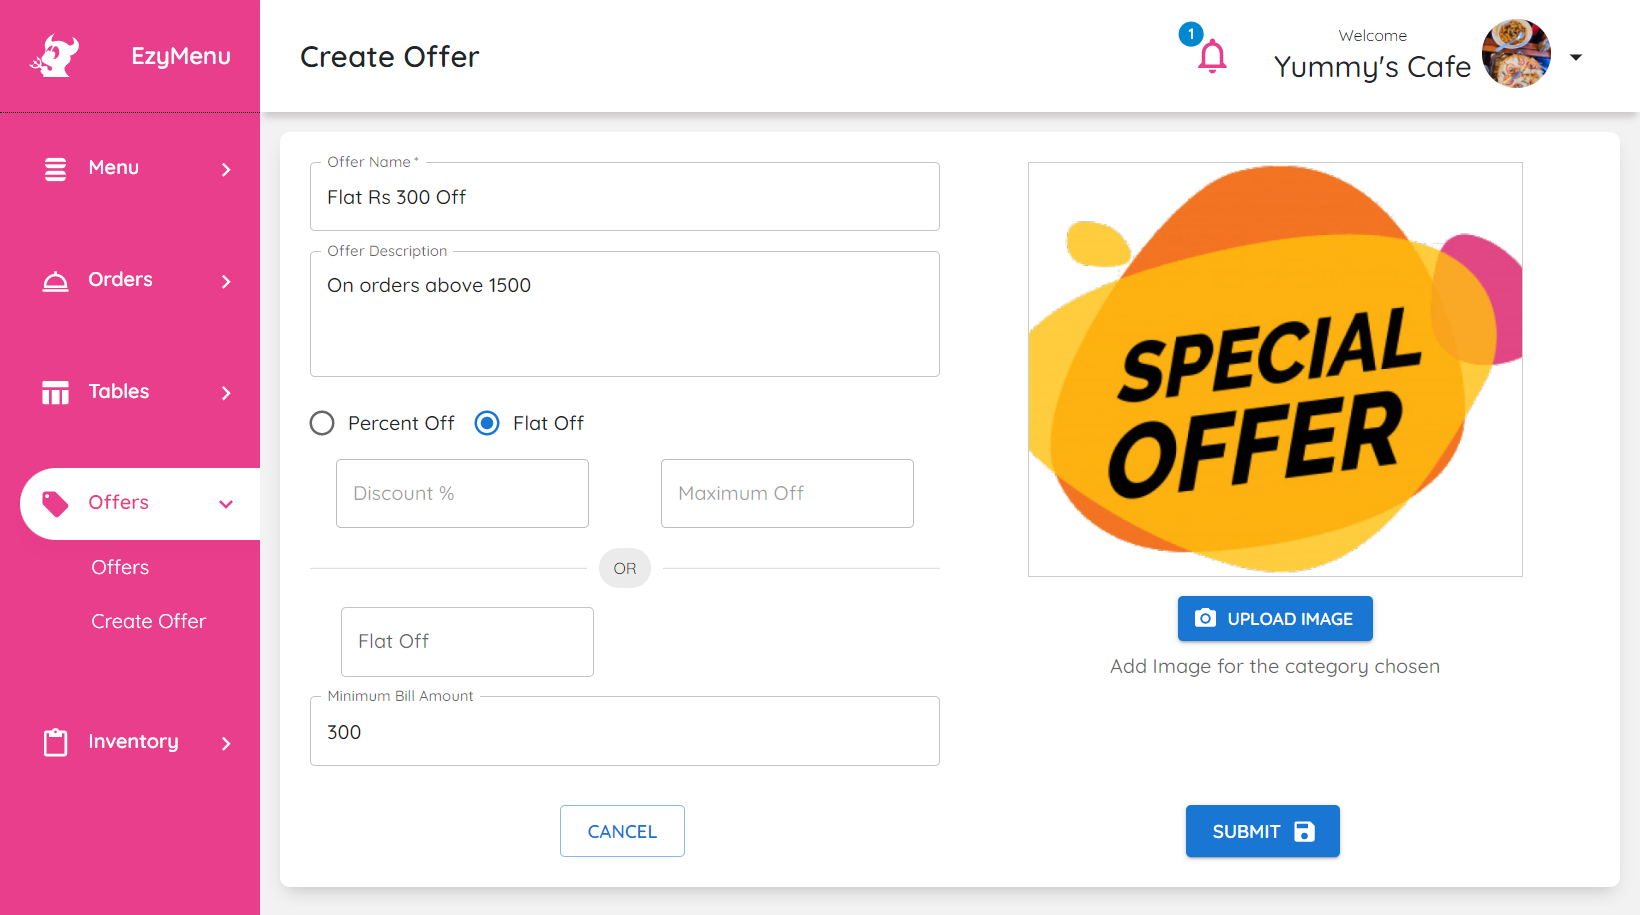 EzyMenu
Create Offer
1
Welcome
Yummy's Cafe
Menu
Orders
Tables
Offers
Offers
Create Offer
Inventory
Offer Name *
Flat Rs 300 Off
Offer Description
On orders above 1500
Percent Off
Flat Off
Discount %
Maximum Off
OR
Flat Off
Minimum Bill Amount
300
CANCEL
SPECIAL
OFFER
UPLOAD IMAGE
Add Image for the category chosen
SUBMIT